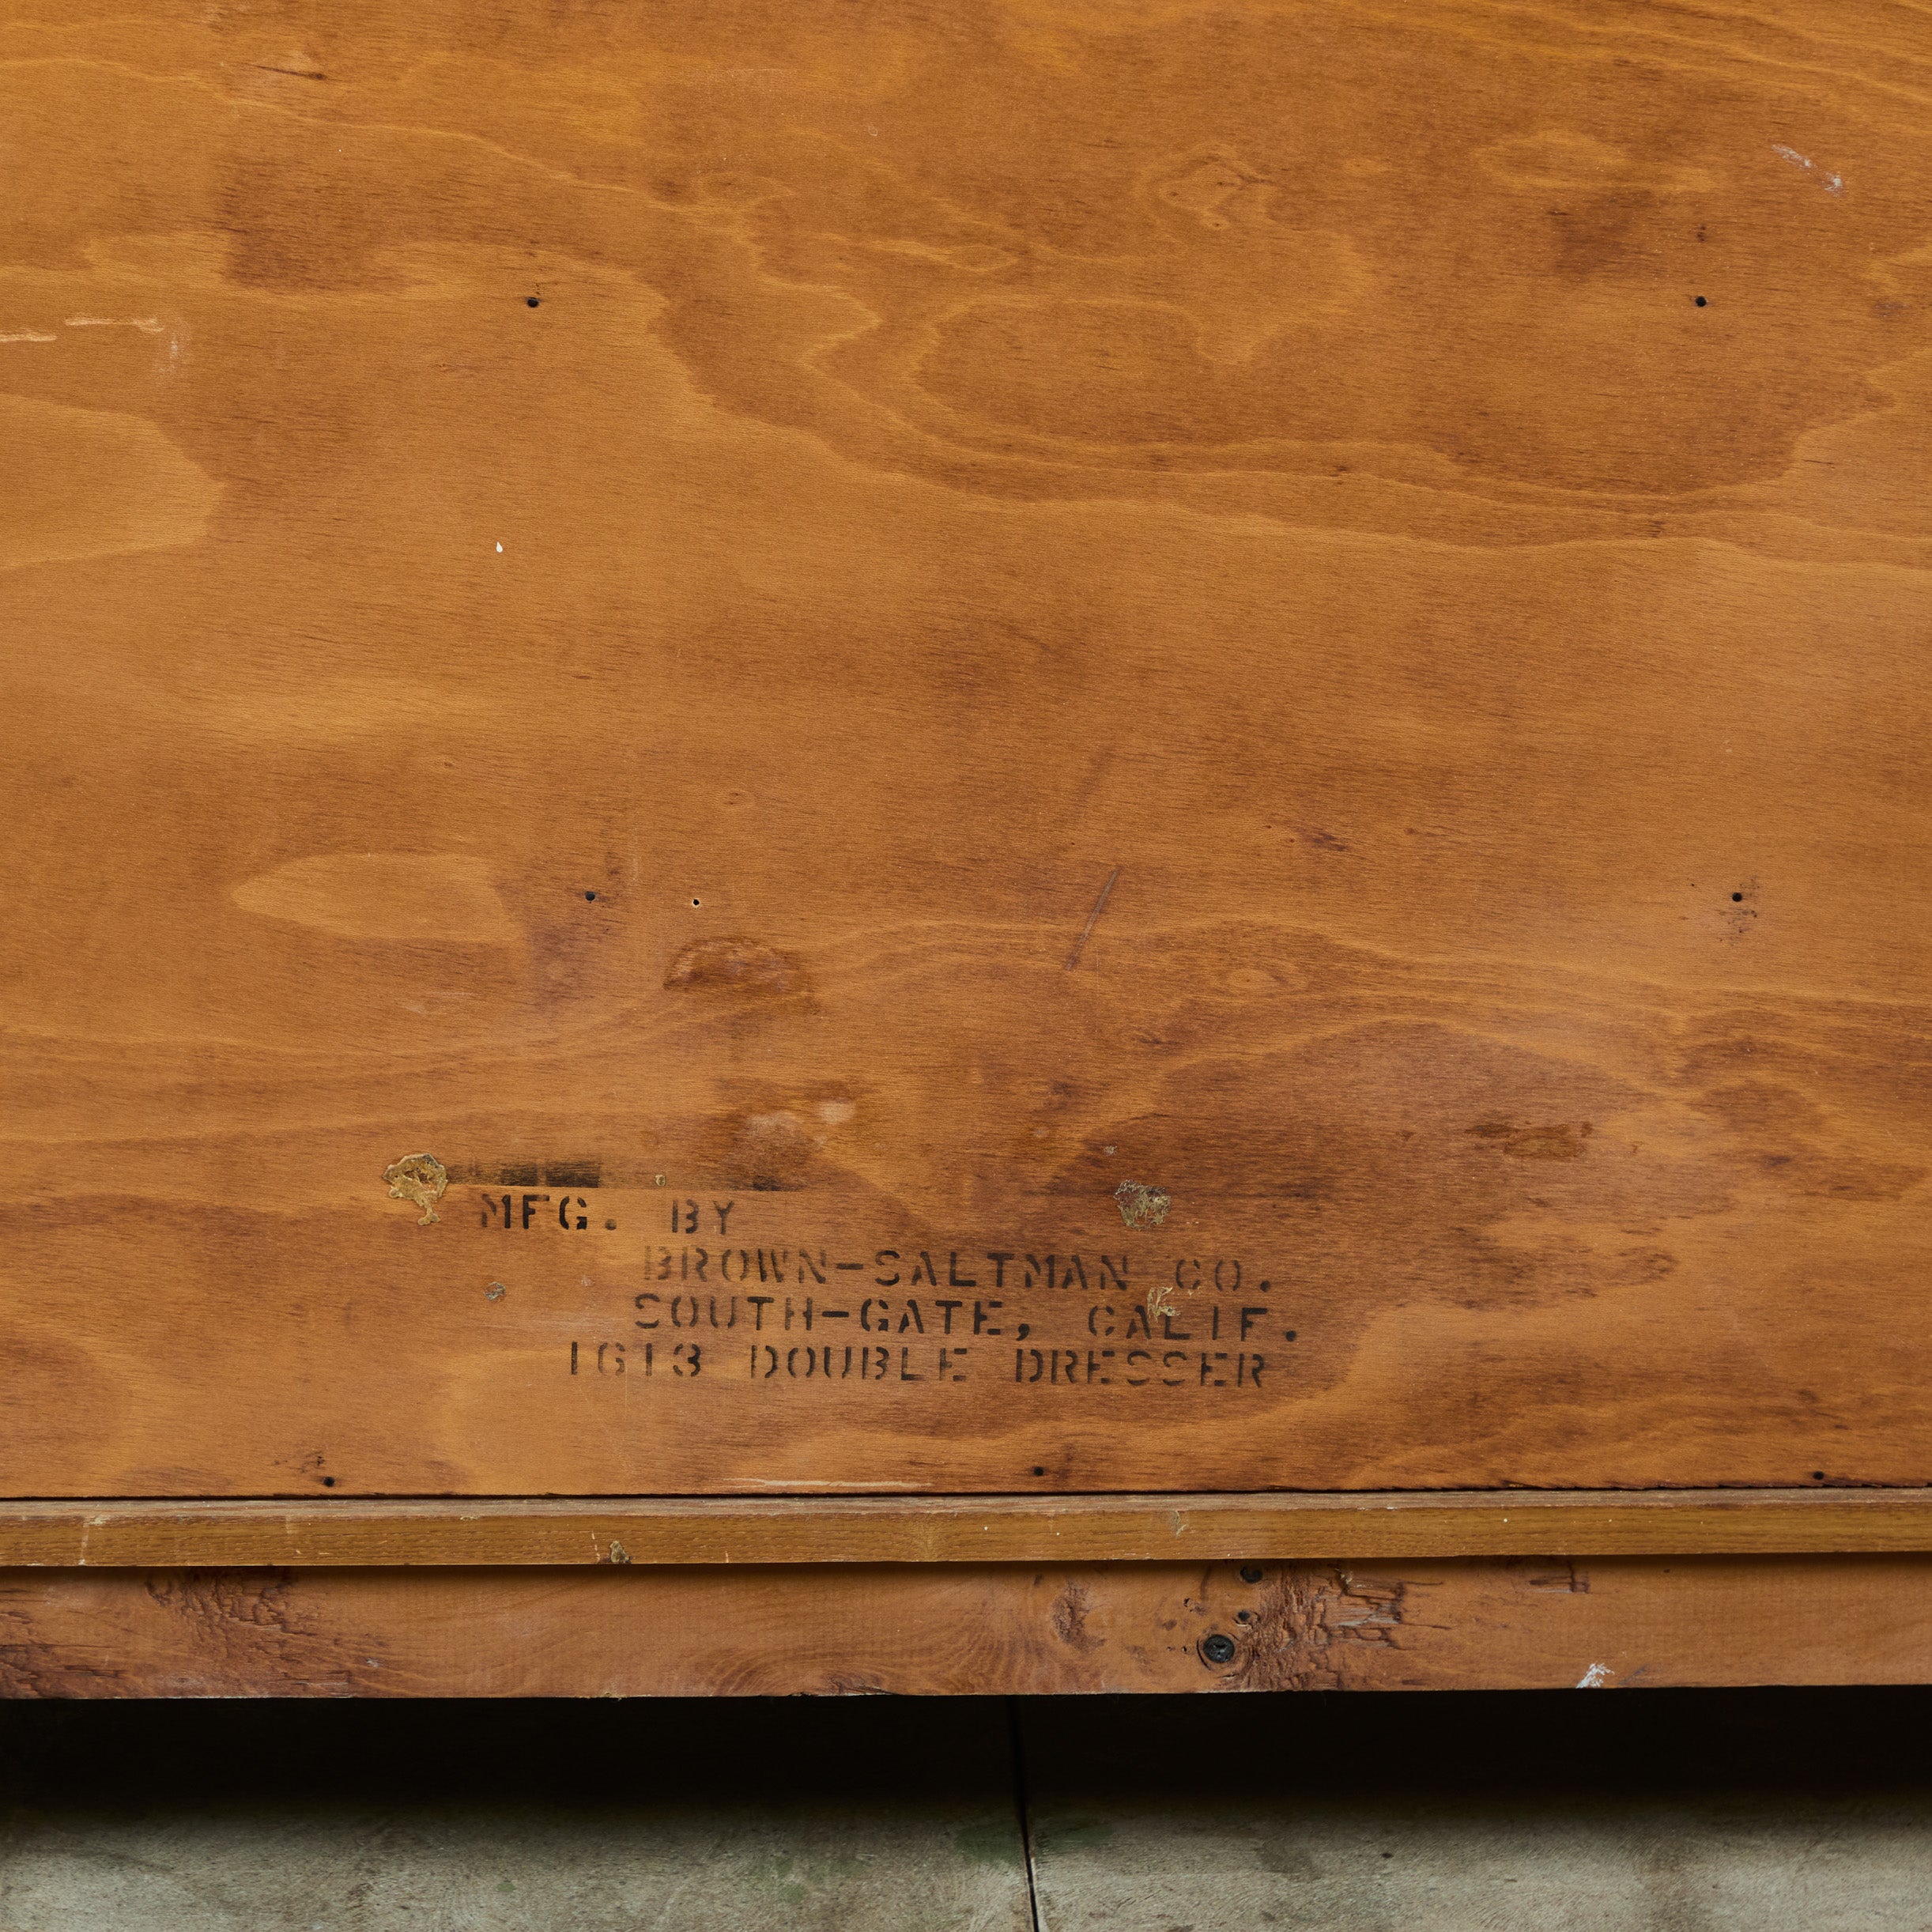 MFG. BY
BROWN-SALTMAN CO.
SOUTH-GATE, CALIF.
1613 DOUBLE DRESSER